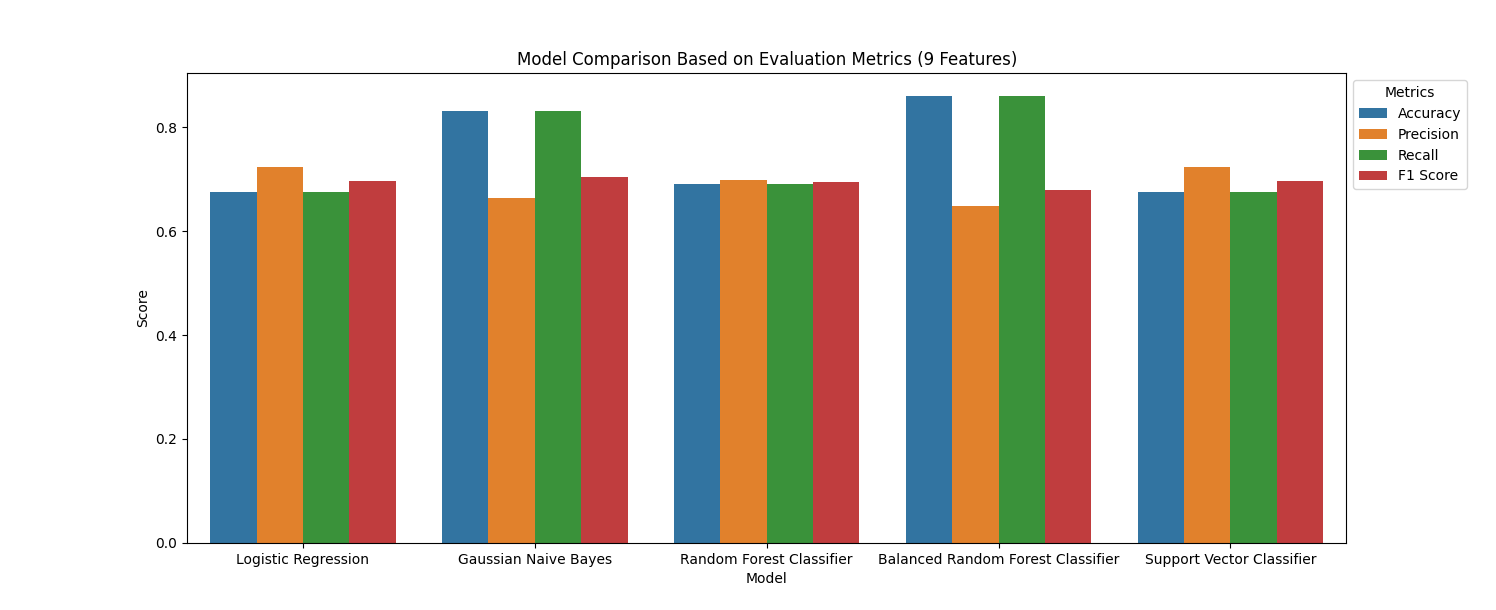 Model Comparison Based on Evaluation Metrics (9 Features)
Metrics
Accuracy
Precision
Recall
F1 Score
Score
0.8
0.6
0.4
0.2
0.0
Logistic Regression
Gaussian Naive Bayes
Random Forest Classifier
Balanced Random Forest Classifier
Support Vector Classifier
Model